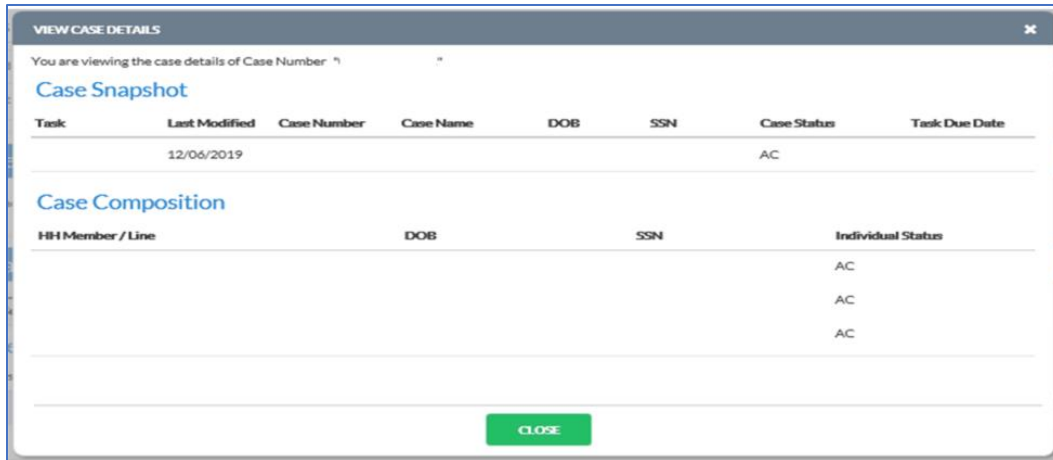 VIEW CASE DETAILS
You are viewing the case details of Case Number "
Case Snapshot
Task Last Modified Case Number Case Name DOB SSN Case Status Task Due Date
12/06/2019 AC
Case Composition
HH Member / Line DOB SSN Individual Status
AC
AC
AC
CLOSE